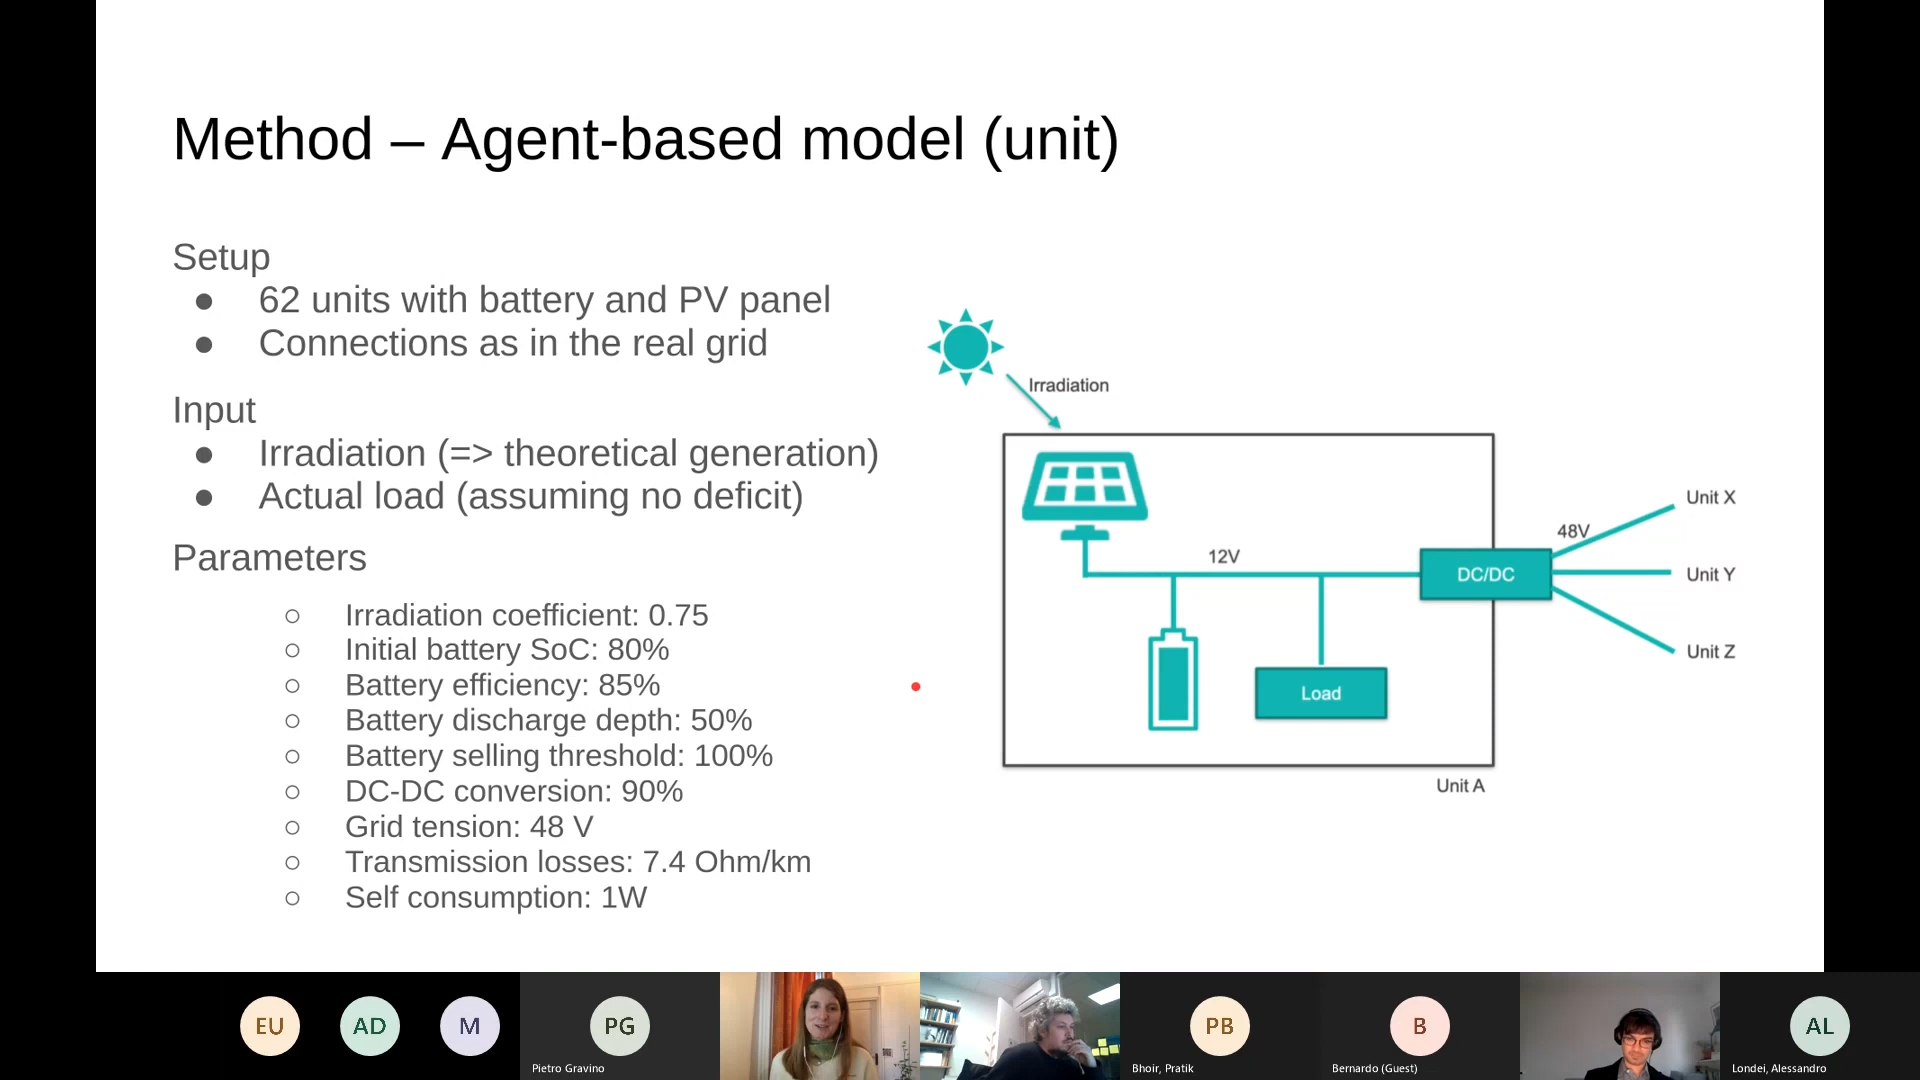 Method – Agent-based model (unit)
Setup
● 62 units with battery and PV panel
● Connections as in the real grid
Input
● Irradiation (=> theoretical generation)
● Actual load (assuming no deficit)
Parameters
○ Irradiation coefficient: 0.75
○ Initial battery SoC: 80%
○ Battery efficiency: 85%
○ Battery discharge depth: 50%
○ Battery selling threshold: 100%
○ DC-DC conversion: 90%
○ Grid tension: 48 V
○ Transmission losses: 7.4 Ohm/km
○ Self consumption: 1W
Irradiation
12V
48V
DC/DC
Load
Unit X
Unit Y
Unit Z
Unit A
EU
AD
M
PG
Pietro Gravino
PB
Bhoir, Pratik
B
Bernardo (Guest)
AL
Londei, Alessandro